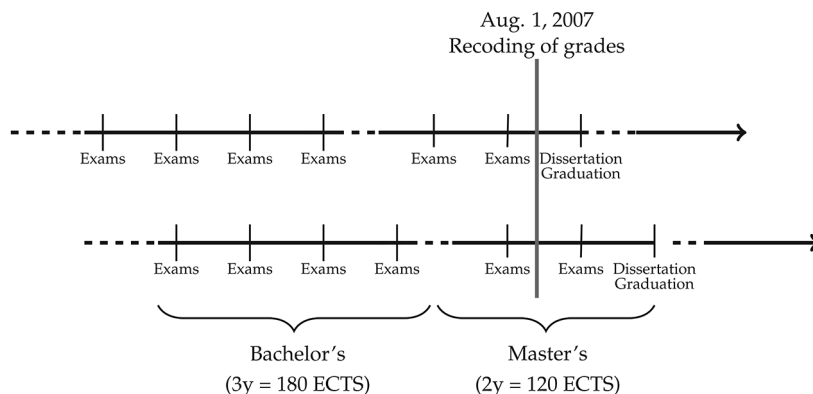 Aug. 1, 2007
Recoding of grades
Exams Exams Exams Exams Exams Exams Dissertation
Graduation
Exams Exams Exams Exams Exams Exams Dissertation
Graduation
Bachelor's Master's
(3y = 180 ECTS) (2y = 120 ECTS)